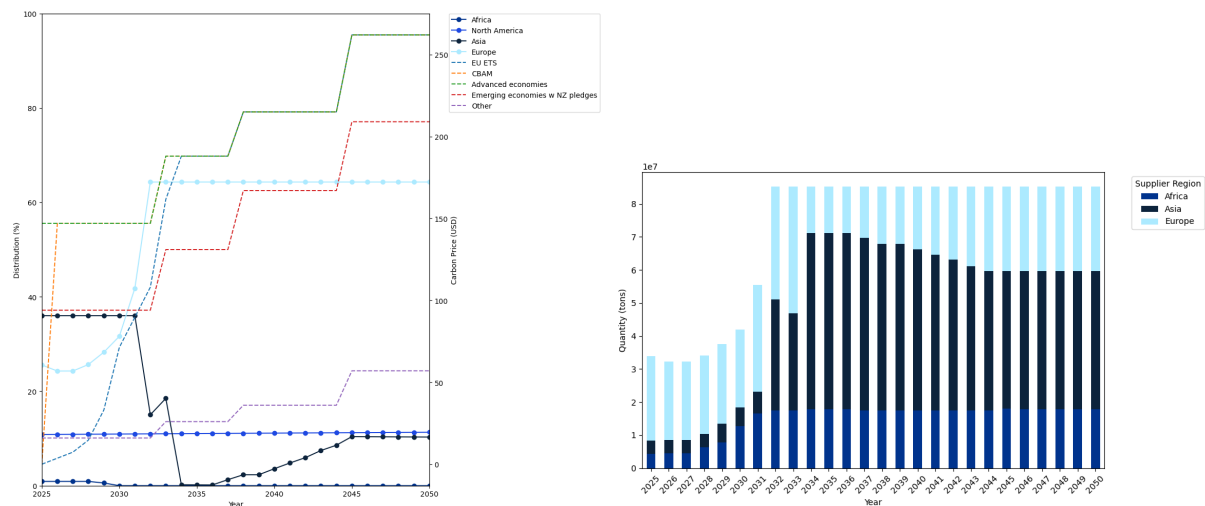 100
80
60
40
20
0
Distribution (%)
2025
2030
2035
2040
2045
2050
Year
250
200
150
100
50
0
Carbon Price (USD)
Africa
North America
Asia
Europe
EU ETS
CBAM
Advanced economies
Emerging economies w NZ pledges
Other
1e7
8
7
6
5
4
3
2
1
0
Quantity (tons)
2025
2026
2027
2028
2029
2030
2031
2032
2033
2034
2035
2036
2037
2038
2039
2040
2041
2042
2043
2044
2045
2046
2047
2048
2049
2050
Year
Supplier Region
Africa
Asia
Europe